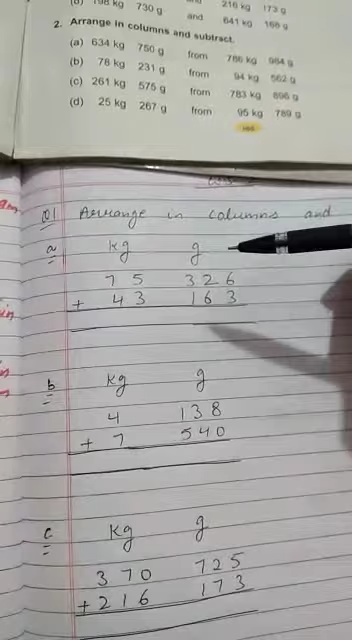 (d) 198 kg 730 g and 216 kg 173 g
and 641 kg 168 g
2. Arrange in columns and subtract.
(a) 634 kg 750 g from 786 kg 984 g
(b) 78 kg 231 g from 94 kg 562 g
(c) 261 kg 575 g from 783 kg 896 g
(d) 25 kg 267 g from 95 kg 789 g
Q1 Arrange in columns and
a kg g
75 326
+ 43 163
b kg g
4 138
+ 7 540
c kg g
370 725
+ 216 173